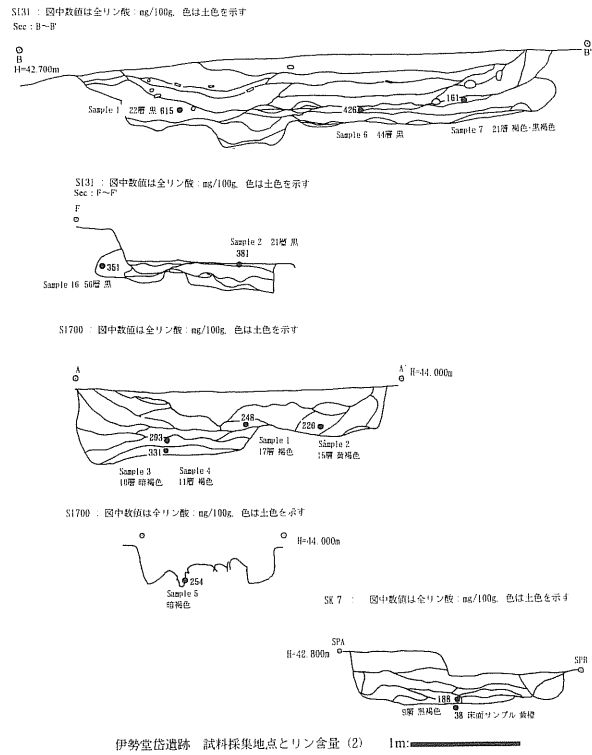 SI31 : 図中数値は全リン酸:mg/100g, 色は土色を示す
Sec : B～B'
B
B'
H=42.700m
Sample 1 22層 黒 615
426
161
Sample 6 44層 黒
Sample 7 21層 褐色-黒褐色
SI31 : 図中数値は全リン酸:mg/100g, 色は土色を示す
Sec : F～F'
F
Sample 2 21層 黒
381
351
Sample 16 56層 黒
SI700 : 図中数値は全リン酸:mg/100g, 色は土色を示す
A
A'
H=44.000m
248
226
293
331
Sample 1
17層 褐色
Sample 2
15層 黄褐色
Sample 3
10層 暗褐色
Sample 4
11層 褐色
SI700 : 図中数値は全リン酸:mg/100g, 色は土色を示す
H=44.000m
254
Sample 5
暗褐色
SK 7 : 図中数値は全リン酸:mg/100g, 色は土色を示す
SPA
H=42.800m
SPB
188
9層 黒褐色
38 床面サンプル 黄橙
伊勢堂岱遺跡 試料採集地点とリン含量 (2) 1m: